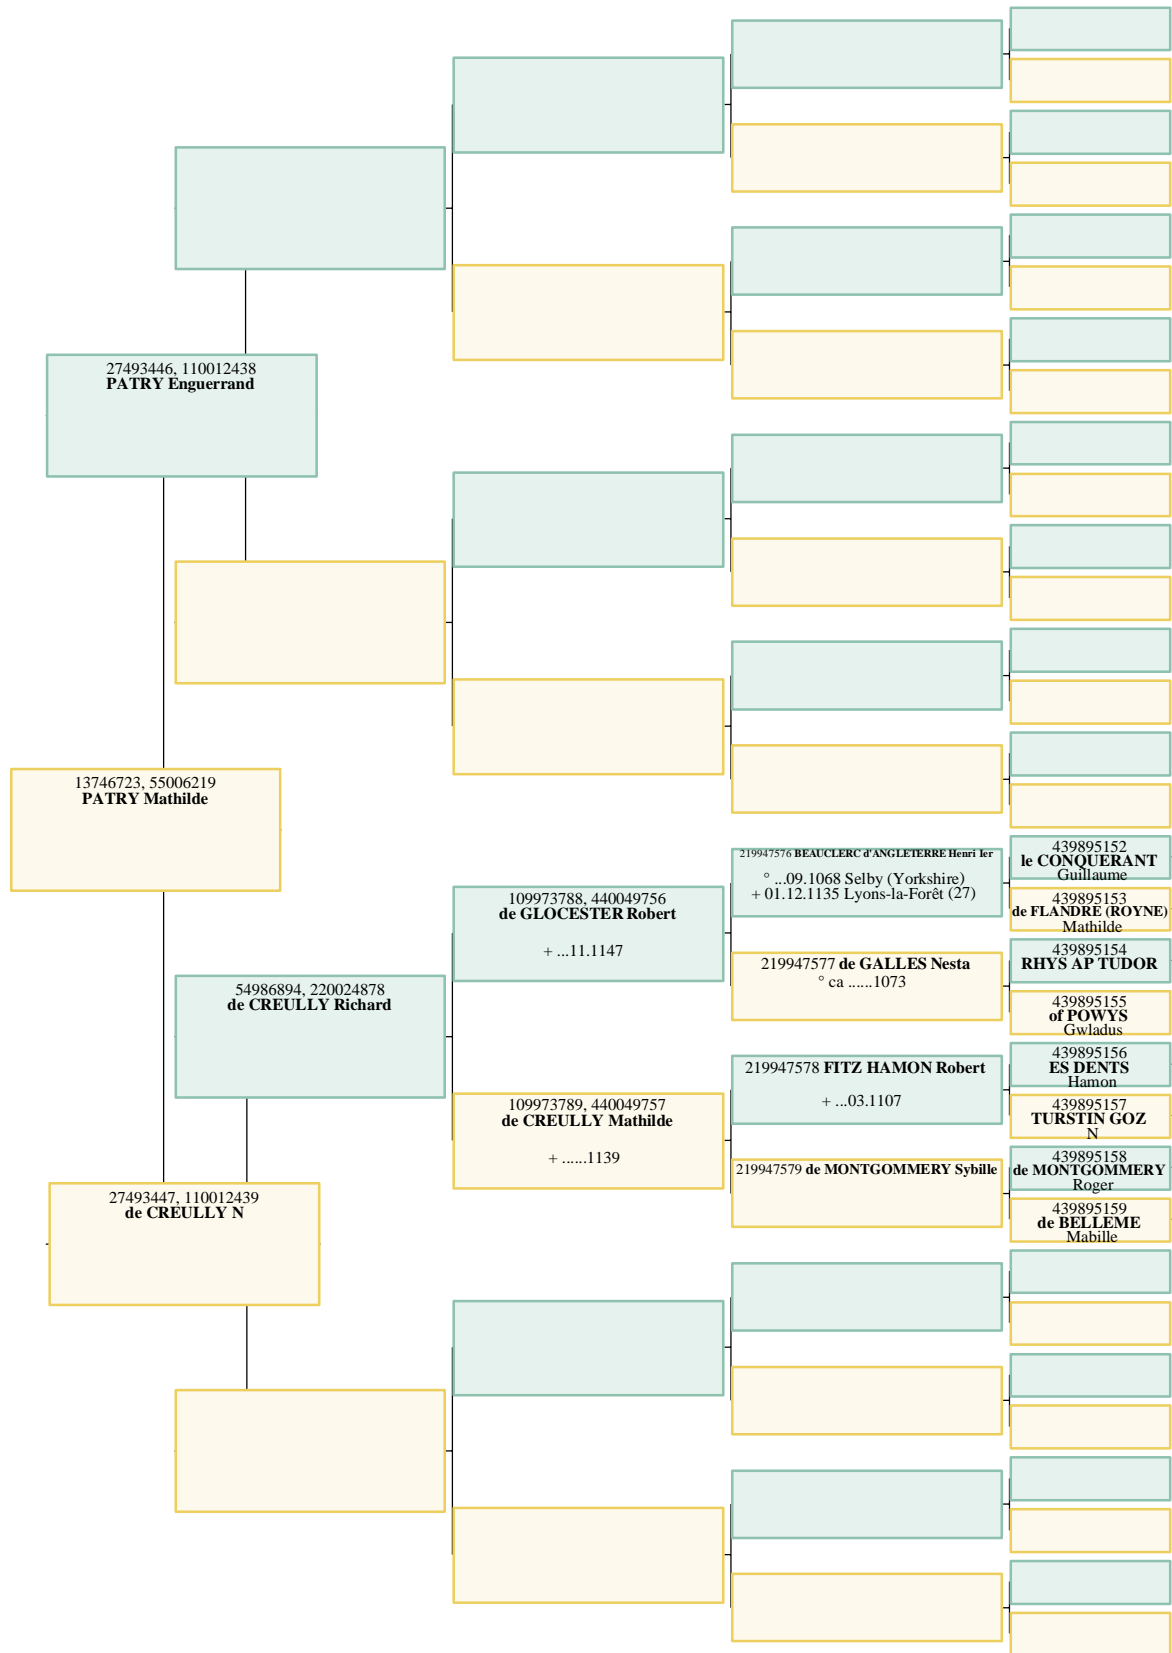 27493446, 110012438
PATRY Enguerrand
13746723, 55006219
PATRY Mathilde
219947576 BEAUCLERC d'ANGLETERRE Henri Ier
° ...09.1068 Selby (Yorkshire)
+ 01.12.1135 Lyons-la-Forêt (27)
439895152
le CONQUERANT
Guillaume
439895153
de FLANDRE (ROYNE)
Mathilde
109973788, 440049756
de GLOCESTER Robert
+ ...11.1147
219947577 de GALLES Nesta
° ca ......1073
439895154
RHYS AP TUDOR
439895155
of POWYS
Gwladus
54986894, 220024878
de CREULLY Richard
219947578 FITZ HAMON Robert
+ ...03.1107
439895156
ES DENTS
Hamon
439895157
TURSTIN GOZ
N
109973789, 440049757
de CREULLY Mathilde
+ ......1139
219947579 de MONTGOMMERY Sybille
439895158
de MONTGOMMERY
Roger
439895159
de BELLEME
Mabille
27493447, 110012439
de CREULLY N